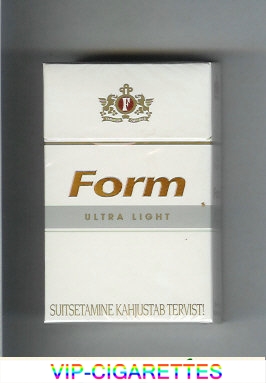 F
Form
ULTRA LIGHT
SUITSETAMINE KAHJUSTAB TERVIST!
VIP-CIGARETTES